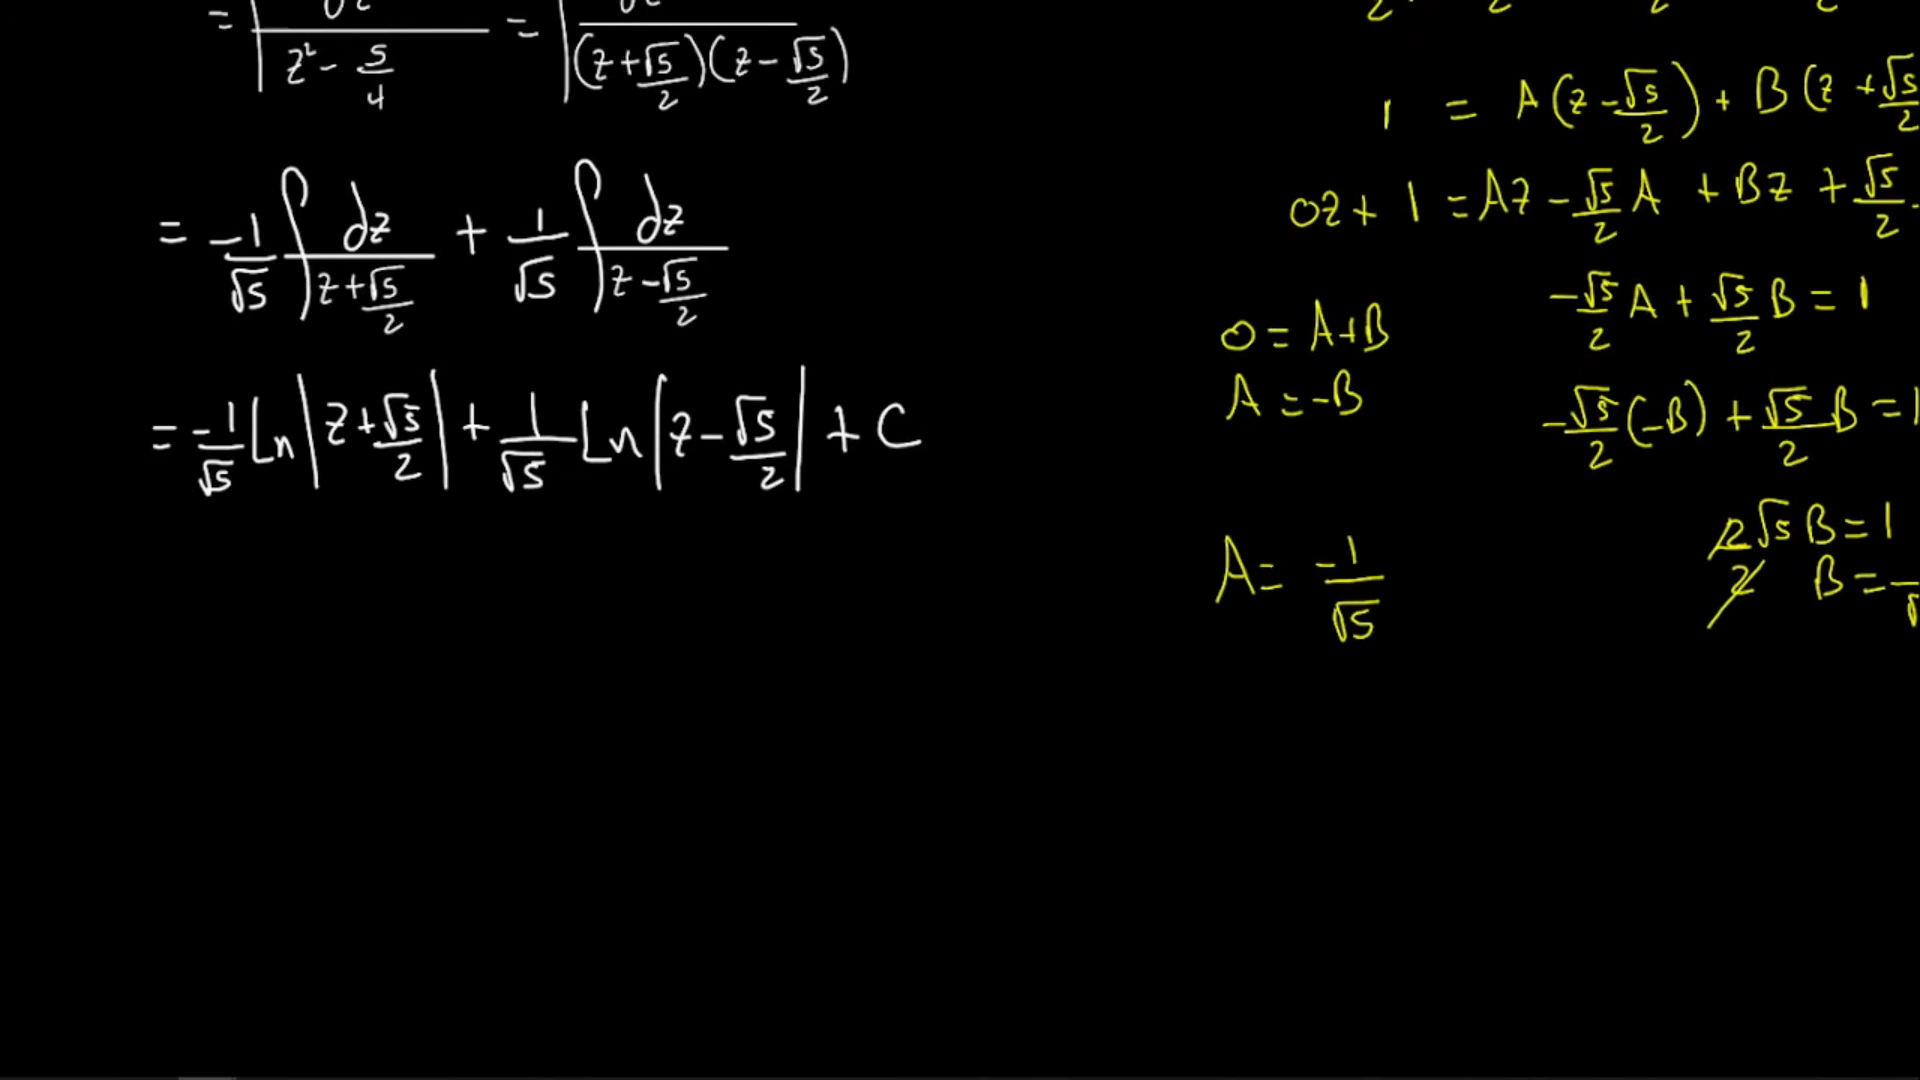 = ∫ dz / (z² - 5/4) = ∫ dz / ((z + √5/2)(z - √5/2))
= -1/√5 ∫ dz / (z + √5/2) + 1/√5 ∫ dz / (z - √5/2)
= -1/√5 Ln|z + √5/2| + 1/√5 Ln|z - √5/2| + C
1 = A(z - √5/2) + B(z + √5/2
0z + 1 = Az - √5/2 A + Bz + √5/2
-√5/2 A + √5/2 B = 1
0 = A+B
A = -B
-√5/2 (-B) + √5/2 B = 1
2√5/2 B = 1
A = -1/√5
B =